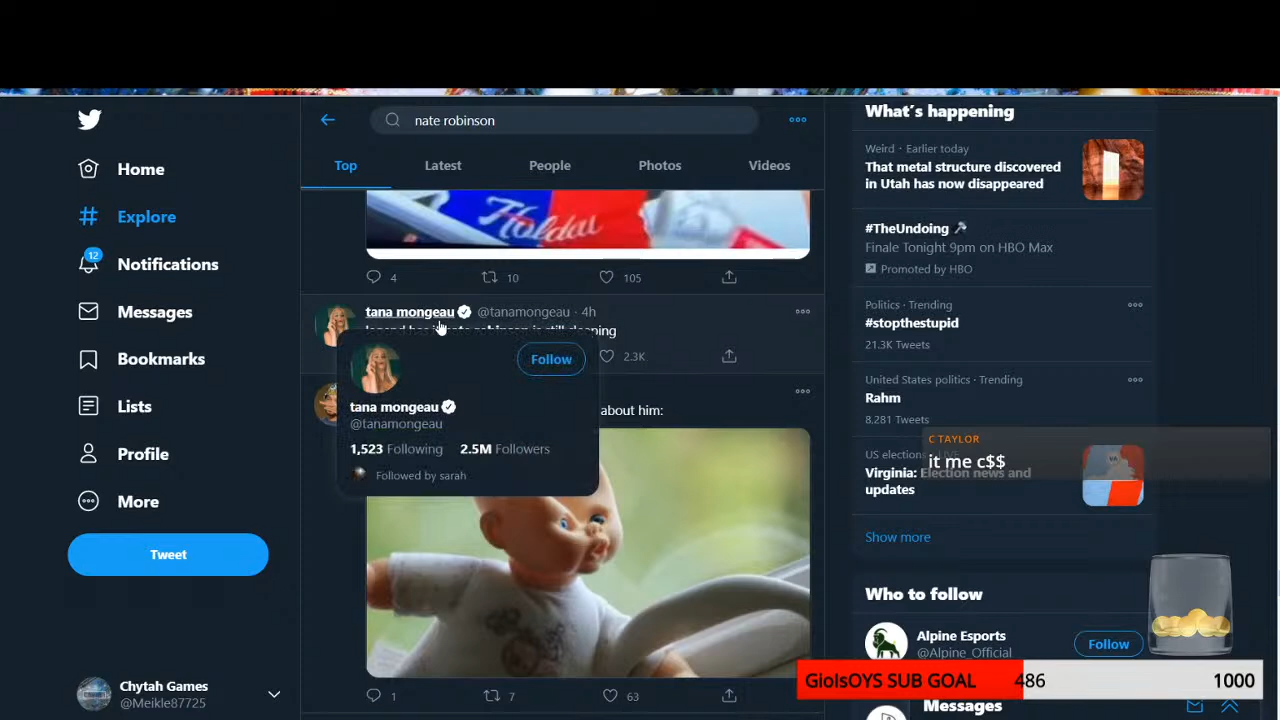 nate robinson
Top
Latest
People
Photos
Videos
Holdat
4
10
105
tana mongeau @tanamongeau · 4h
still sleeping
2.3K
Follow
tana mongeau
@tanamongeau
1,523 Following 2.5M Followers
Followed by sarah
about him:
1
7
63
Home
Explore
12
Notifications
Messages
Bookmarks
Lists
Profile
More
Tweet
Chytah Games
@Meikle87725
What's happening
Weird · Earlier today
That metal structure discovered
in Utah has now disappeared
#TheUndoing
Finale Tonight 9pm on HBO Max
Promoted by HBO
Politics · Trending
#stopthestupid
21.3K Tweets
United States politics · Trending
Rahm
8,281 Tweets
US elections LIVE
Virginia: Election news and
updates
VA
C TAYLOR
it me c$$
Show more
Who to follow
Alpine Esports
@Alpine_Official
Follow
GioIsOYS SUB GOAL 486 1000
Messages